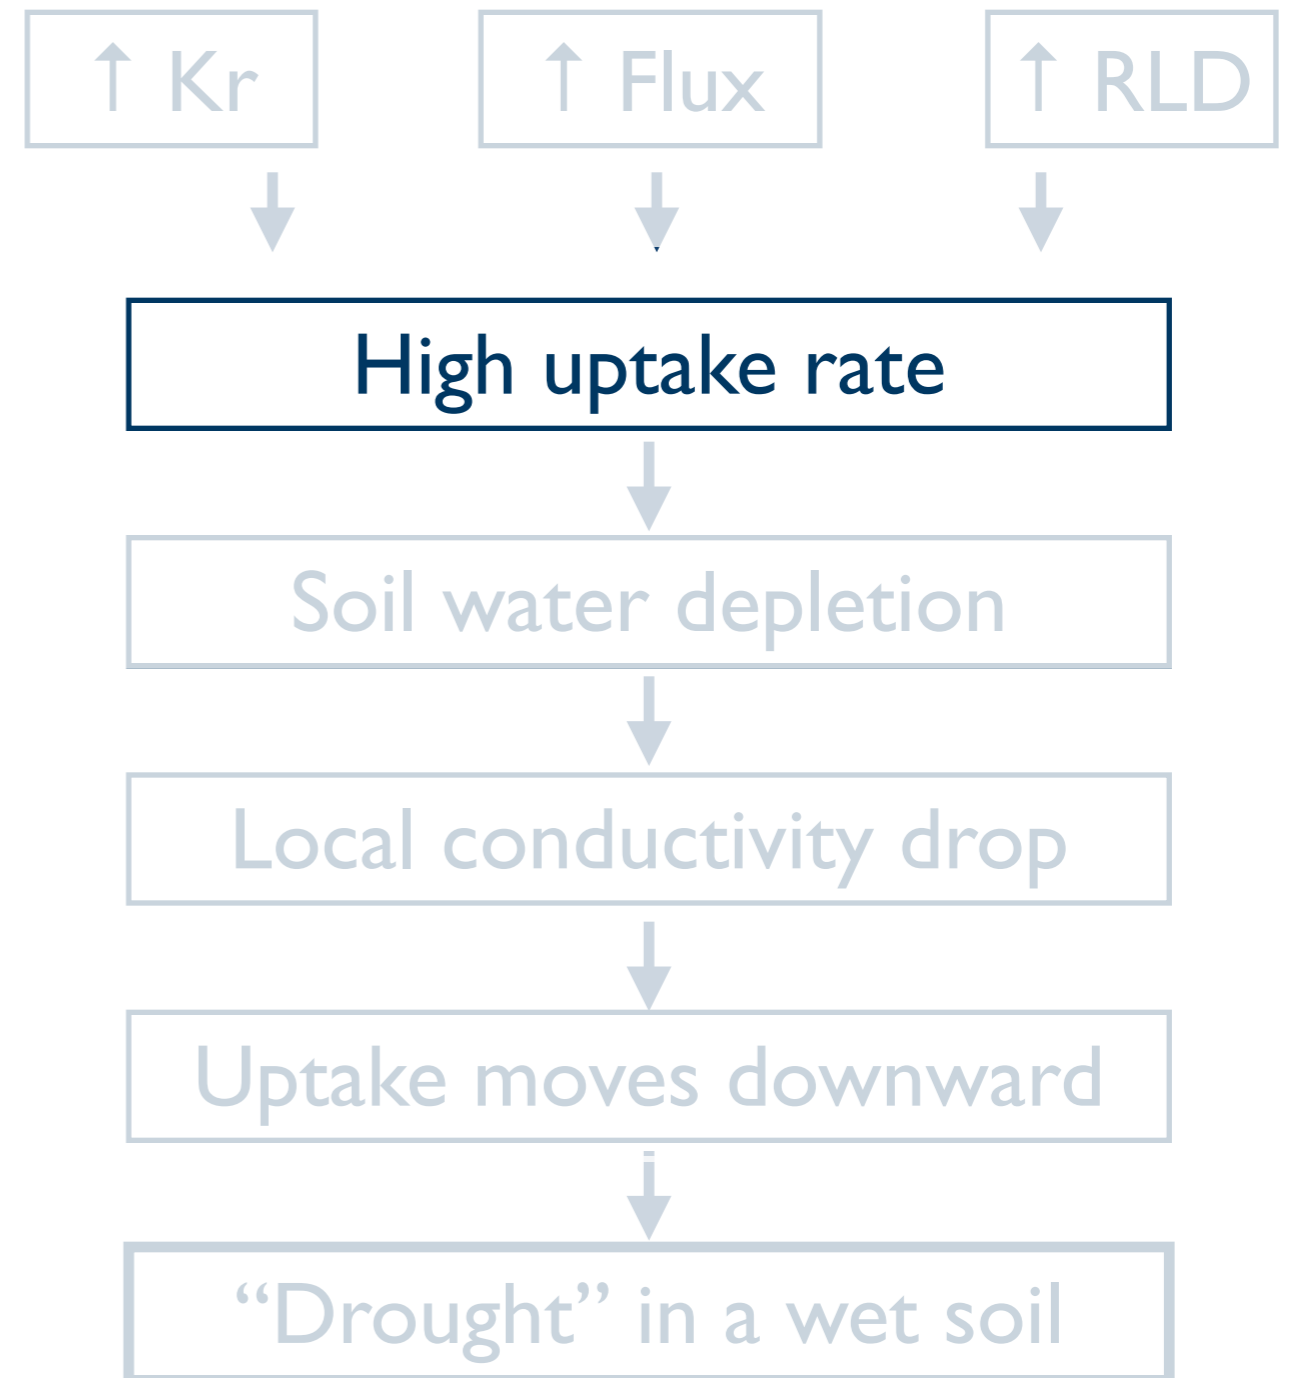 ↑ Kr
↑ Flux
↑ RLD
High uptake rate
Soil water depletion
Local conductivity drop
Uptake moves downward
“Drought” in a wet soil